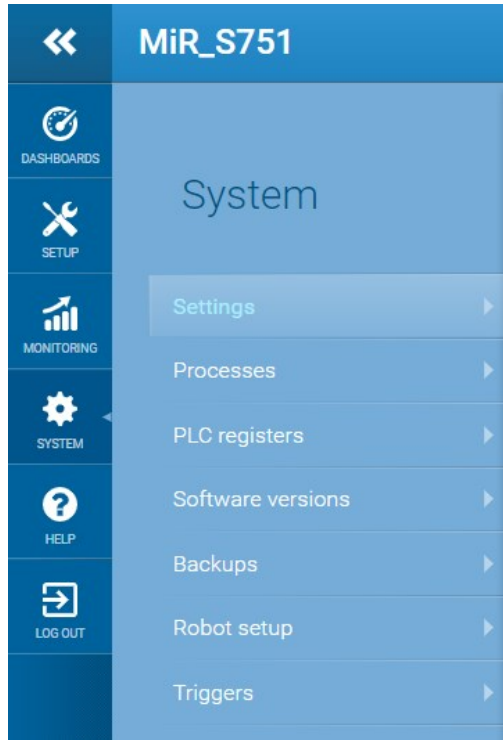 MiR_S751
DASHBOARDS
SETUP
MONITORING
SYSTEM
HELP
LOG OUT
System
Settings
Processes
PLC registers
Software versions
Backups
Robot setup
Triggers